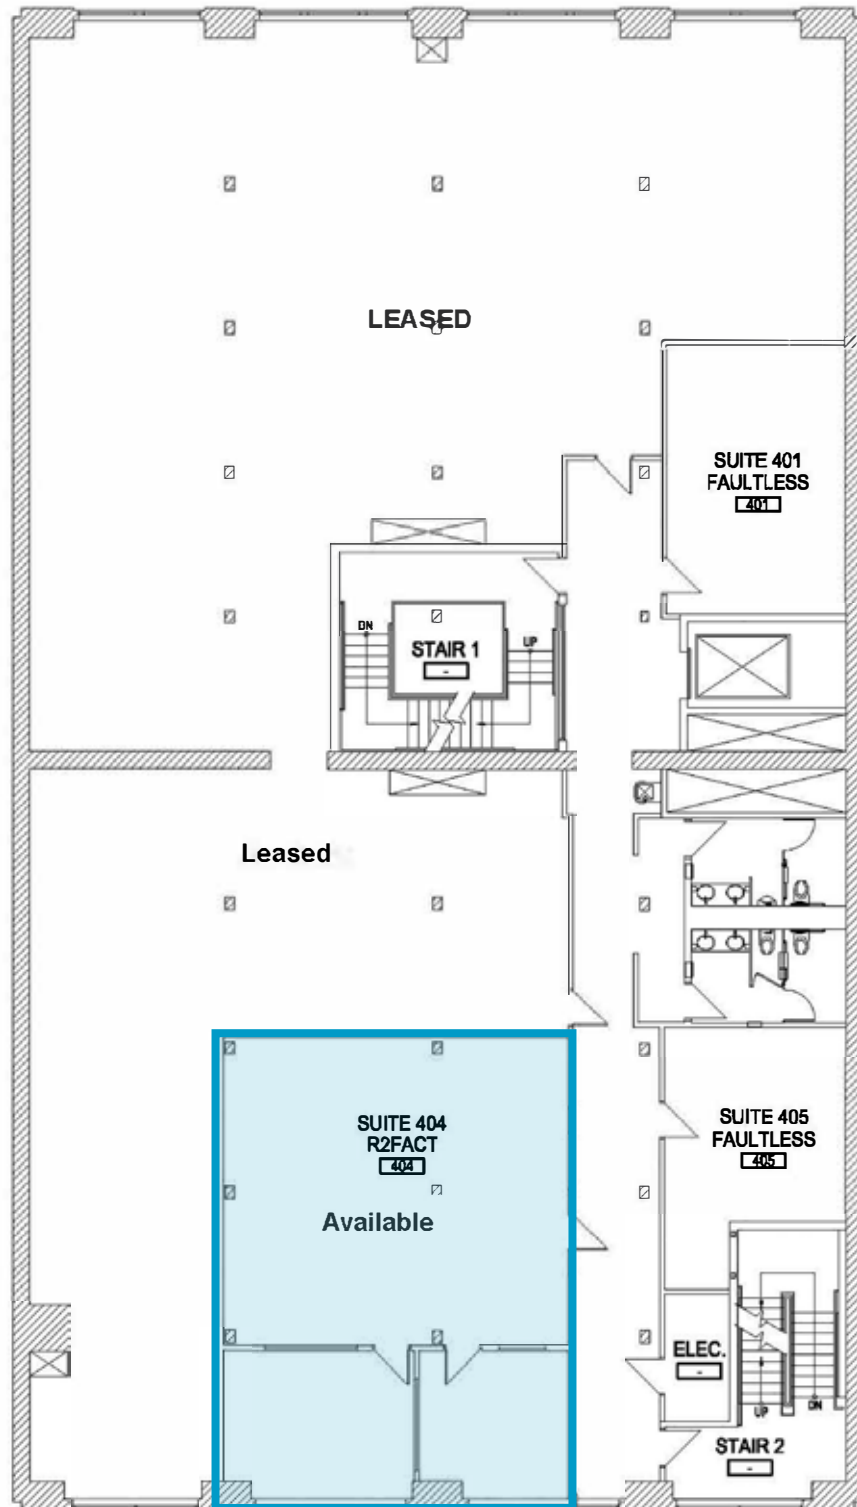 LEASED
SUITE 401
FAULTLESS
401
DN
UP
STAIR 1
-
Leased
SUITE 404
R2FACT
404
Available
SUITE 405
FAULTLESS
405
ELEC.
-
UP
DN
STAIR 2
-